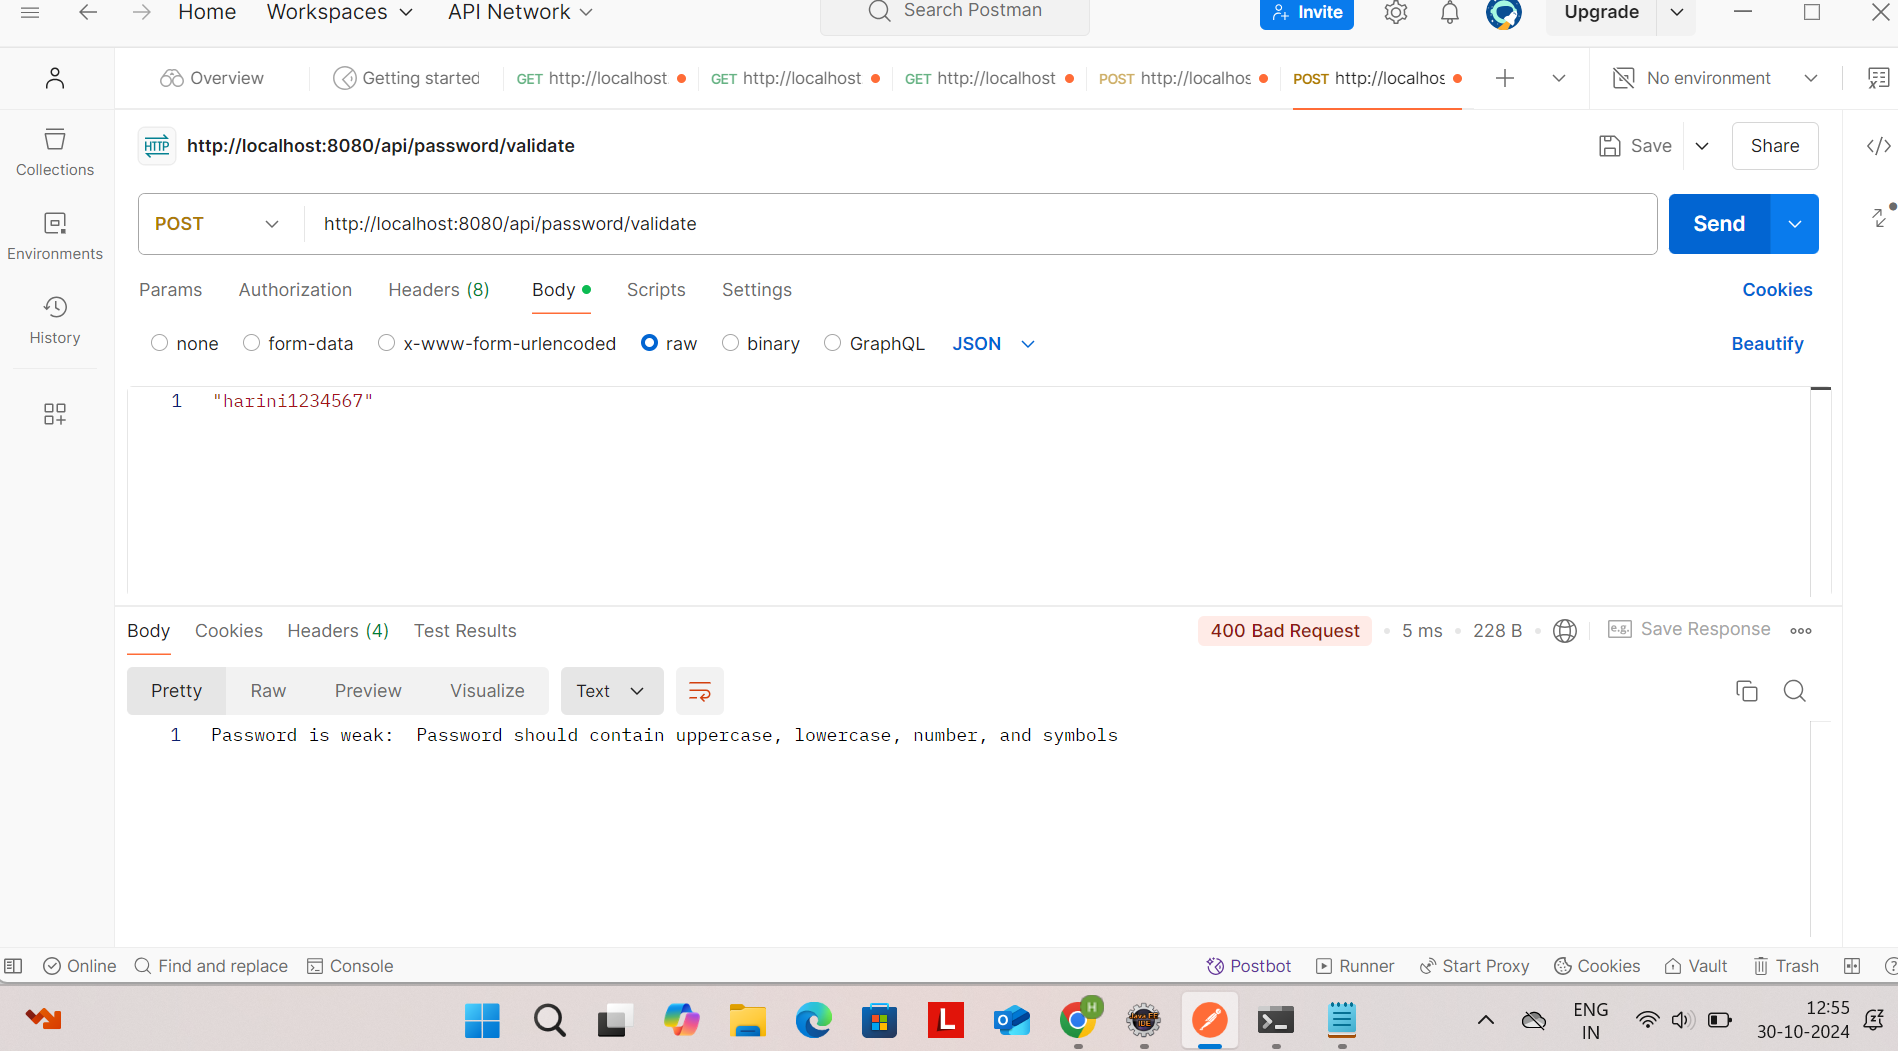 Home Workspaces API Network Search Postman Invite Upgrade
Overview Getting started GET http://localhost GET http://localhost GET http://localhost POST http://localhos POST http://localhos No environment
HTTP http://localhost:8080/api/password/validate Save Share
POST http://localhost:8080/api/password/validate Send
Collections
Environments
History
Params Authorization Headers (8) Body Scripts Settings Cookies
none form-data x-www-form-urlencoded raw binary GraphQL JSON Beautify
1 "harini1234567"
Body Cookies Headers (4) Test Results 400 Bad Request 5 ms 228 B e.g. Save Response
Pretty Raw Preview Visualize Text
1 Password is weak:  Password should contain uppercase, lowercase, number, and symbols
Online Find and replace Console Postbot Runner Start Proxy Cookies Vault Trash
L H Java EE IDE
ENG
IN
12:55
30-10-2024